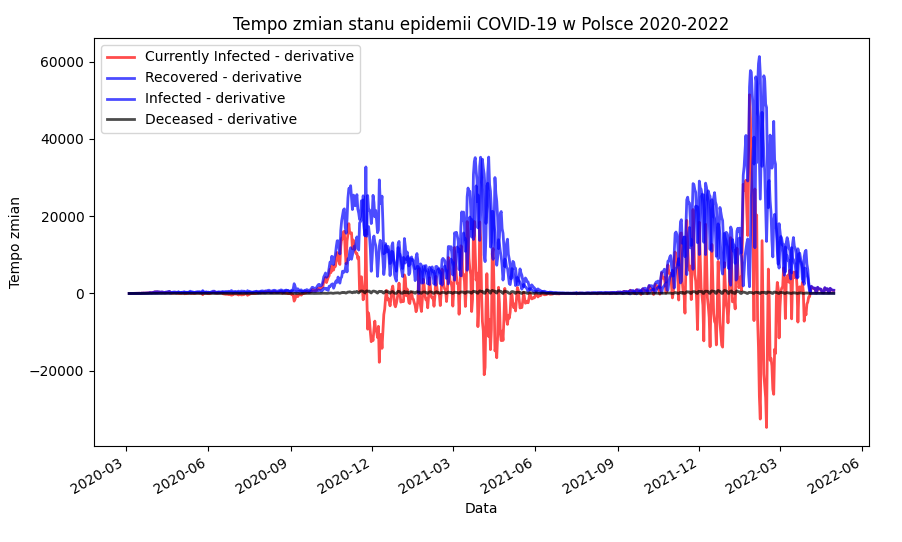 Tempo zmian stanu epidemii COVID-19 w Polsce 2020-2022
Currently Infected - derivative
Recovered - derivative
Infected - derivative
Deceased - derivative
60000
40000
20000
0
−20000
Tempo zmian
2020-03
2020-06
2020-09
2020-12
2021-03
2021-06
2021-09
2021-12
2022-03
2022-06
Data